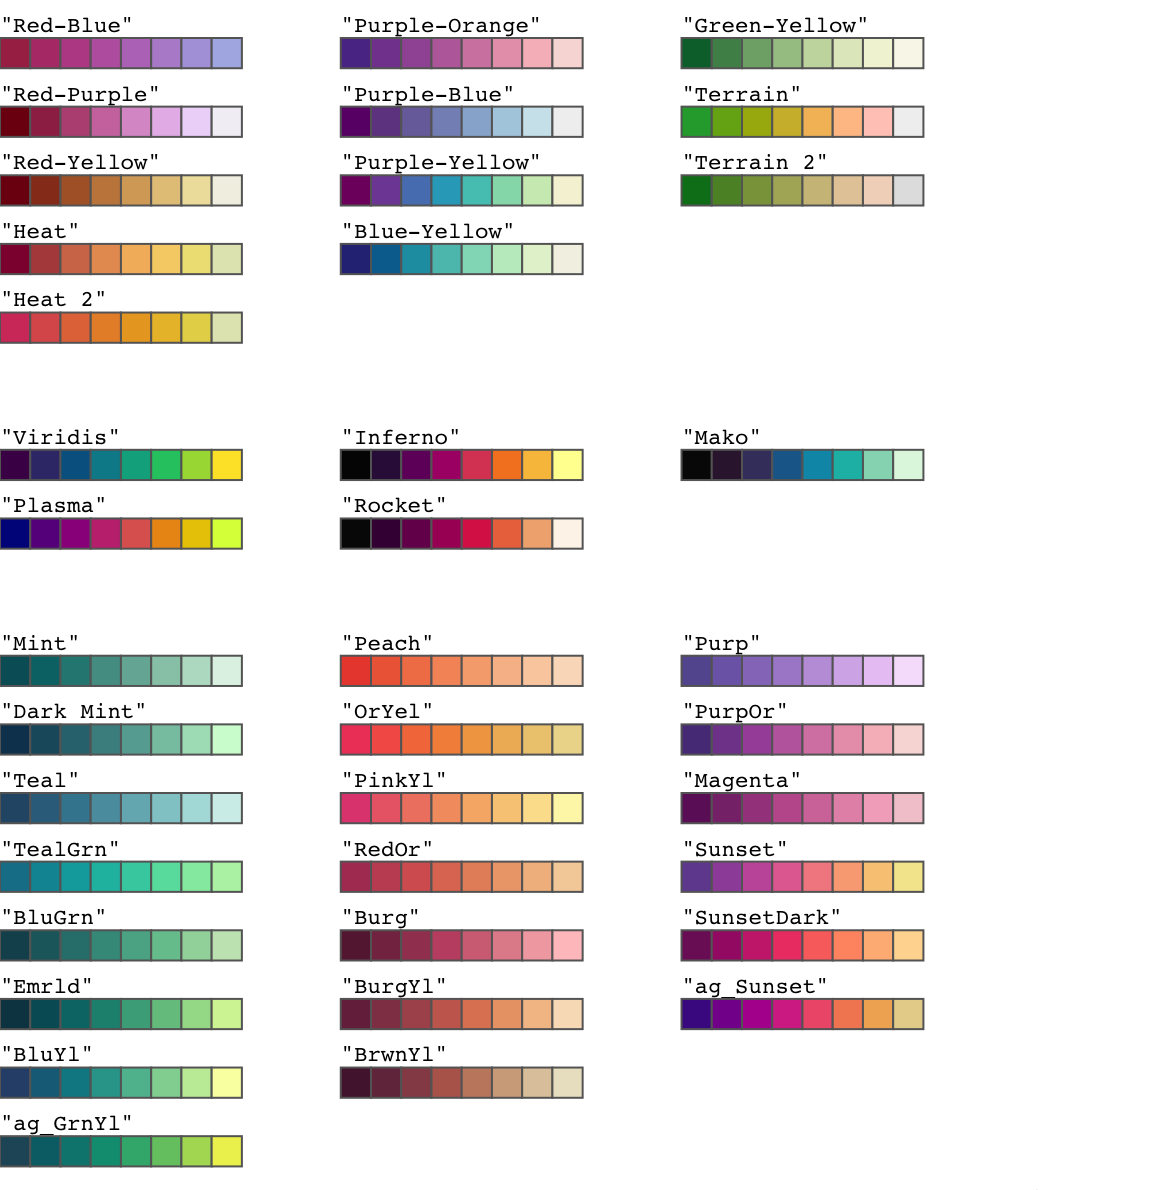 "Red-Blue"
"Purple-Orange"
"Green-Yellow"
"Red-Purple"
"Purple-Blue"
"Terrain"
"Red-Yellow"
"Purple-Yellow"
"Terrain 2"
"Heat"
"Blue-Yellow"
"Heat 2"
"Viridis"
"Inferno"
"Mako"
"Plasma"
"Rocket"
"Mint"
"Peach"
"Purp"
"Dark Mint"
"OrYel"
"PurpOr"
"Teal"
"PinkYl"
"Magenta"
"TealGrn"
"RedOr"
"Sunset"
"BluGrn"
"Burg"
"SunsetDark"
"Emrld"
"BurgYl"
"ag_Sunset"
"BluYl"
"BrwnYl"
"ag_GrnYl"